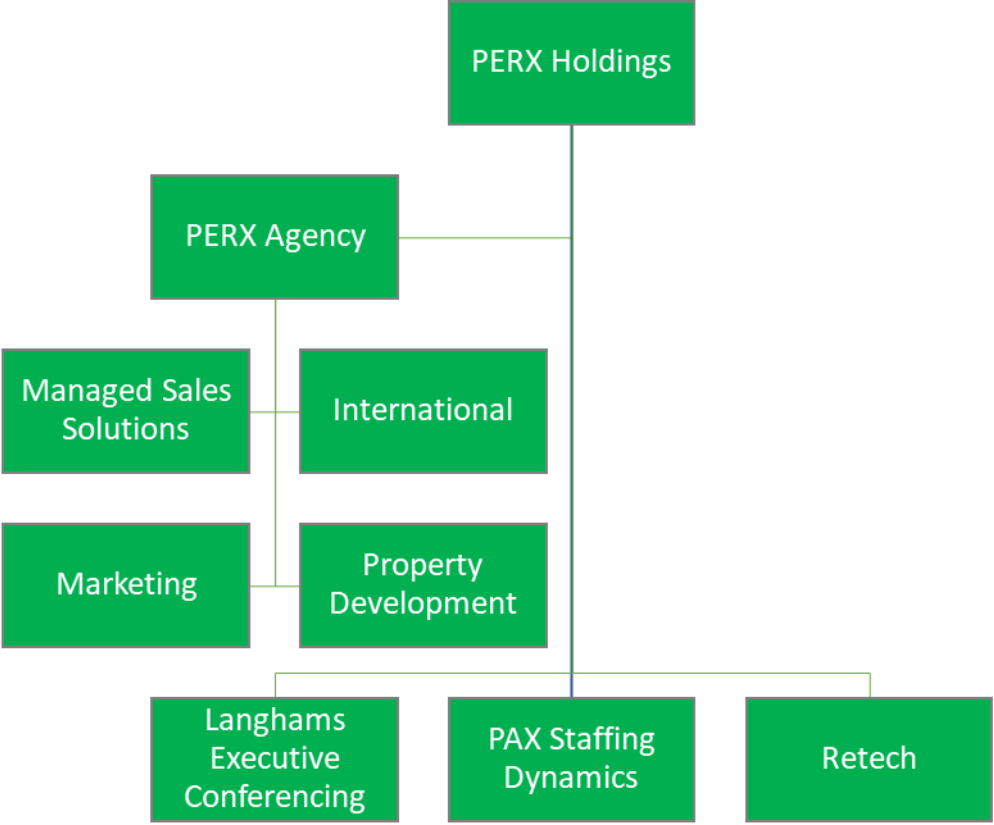 PERX Holdings
PERX Agency
Managed Sales
Solutions
International
Marketing
Property
Development
Langhams
Executive
Conferencing
PAX Staffing
Dynamics
Retech